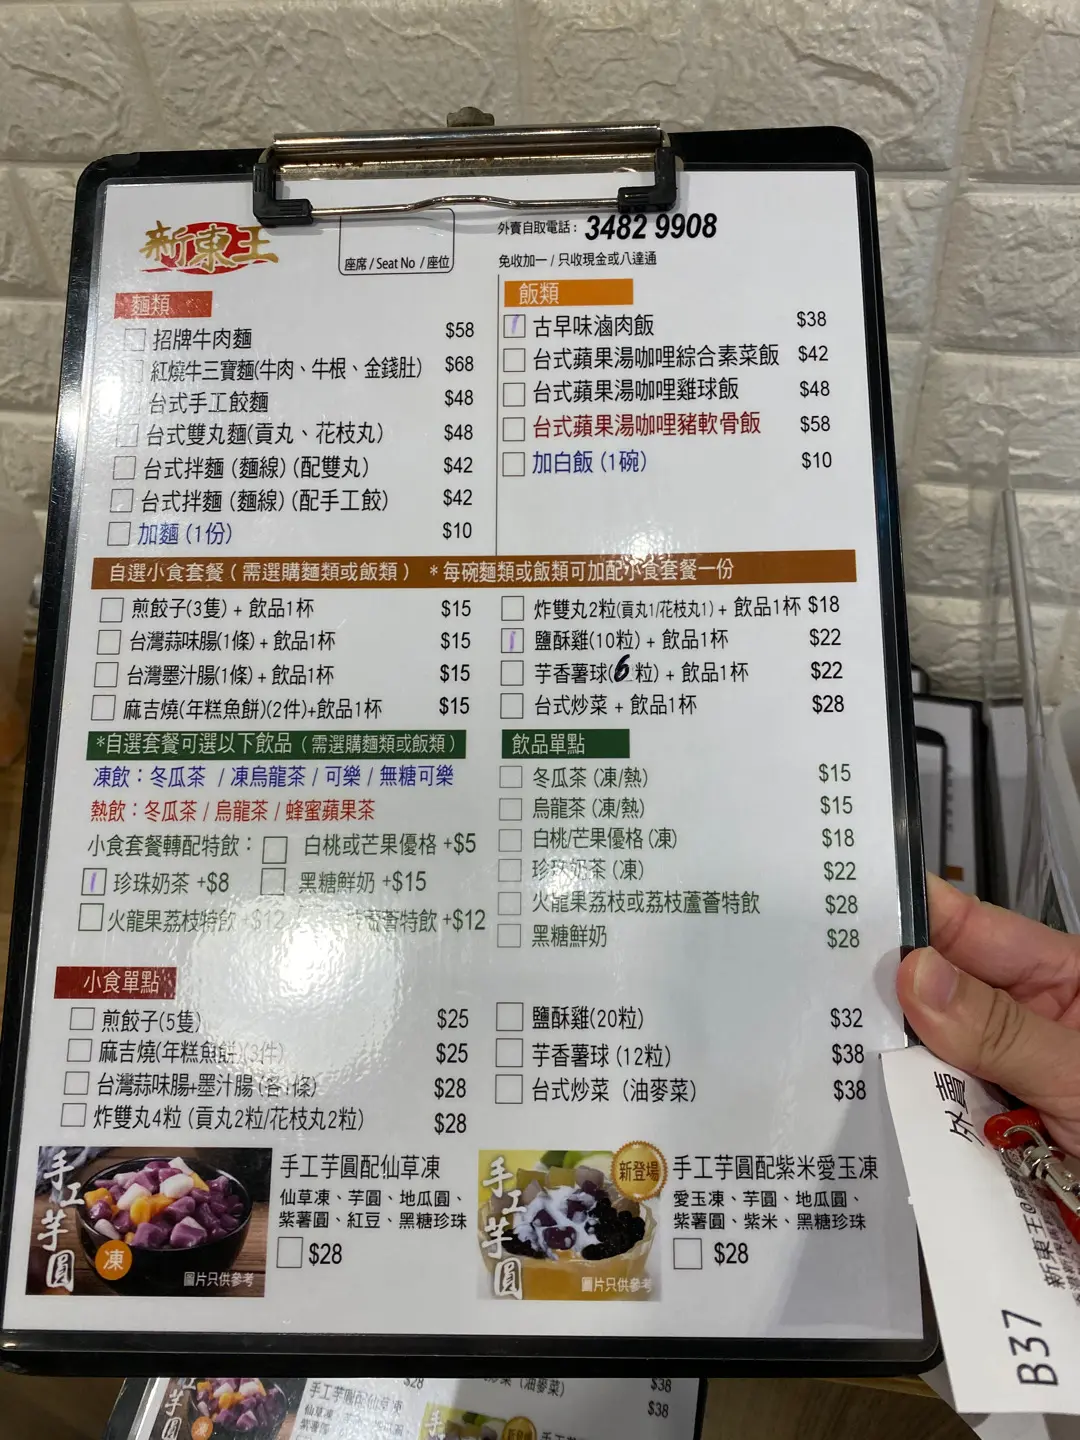 新東王
座席 / Seat No / 座位
外賣自取電話： 3482 9908
免收加一 / 只收現金或八達通
麵類
招牌牛肉麵 $58
紅燒牛三寶麵(牛肉、牛根、金錢肚) $68
台式手工餃麵 $48
台式雙丸麵(貢丸、花枝丸) $48
台式拌麵 (麵線) (配雙丸) $42
台式拌麵 (麵線) (配手工餃) $42
加麵 (1份) $10
飯類
古早味滷肉飯 $38
台式蘋果湯咖哩綜合素菜飯 $42
台式蘋果湯咖哩雞球飯 $48
台式蘋果湯咖哩豬軟骨飯 $58
加白飯 (1碗) $10
自選小食套餐 ( 需選購麵類或飯類 ) *每碗麵類或飯類可加配小食套餐一份
煎餃子(3隻) + 飲品1杯 $15
台灣蒜味腸(1條) + 飲品1杯 $15
台灣墨汁腸(1條) + 飲品1杯 $15
麻吉燒(年糕魚餅)(2件)+飲品1杯 $15
炸雙丸2粒(貢丸1/花枝丸1) + 飲品1杯 $18
鹽酥雞(10粒) + 飲品1杯 $22
芋香薯球(6粒) + 飲品1杯 $22
台式炒菜 + 飲品1杯 $28
*自選套餐可選以下飲品 ( 需選購麵類或飯類 )
凍飲：冬瓜茶 / 凍烏龍茶 / 可樂 / 無糖可樂
熱飲：冬瓜茶 / 烏龍茶 / 蜂蜜蘋果茶
小食套餐轉配特飲： 白桃或芒果優格 +$5
珍珠奶茶 +$8 黑糖鮮奶 +$15
火龍果荔枝特飲 +$12 蘆薈特飲 +$12
飲品單點
冬瓜茶 (凍/熱) $15
烏龍茶 (凍/熱) $15
白桃/芒果優格 (凍) $18
珍珠奶茶 (凍) $22
火龍果荔枝或荔枝蘆薈特飲 $28
黑糖鮮奶 $28
小食單點
煎餃子(5隻) $25
麻吉燒(年糕魚餅)(3件) $25
台灣蒜味腸+墨汁腸 (各1條) $28
炸雙丸4粒 (貢丸2粒/花枝丸2粒) $28
鹽酥雞(20粒) $32
芋香薯球 (12粒) $38
台式炒菜 (油麥菜) $38
手工芋圓
凍
圖片只供參考
手工芋圓配仙草凍
仙草凍、芋圓、地瓜圓、
紫薯圓、紅豆、黑糖珍珠
$28
手工芋圓
新登場
圖片只供參考
手工芋圓配紫米愛玉凍
愛玉凍、芋圓、地瓜圓、
紫薯圓、紫米、黑糖珍珠
$28
外賣
新東王@
B37
手工芋圓配仙草凍
$28
(油麥菜)
$38
$38